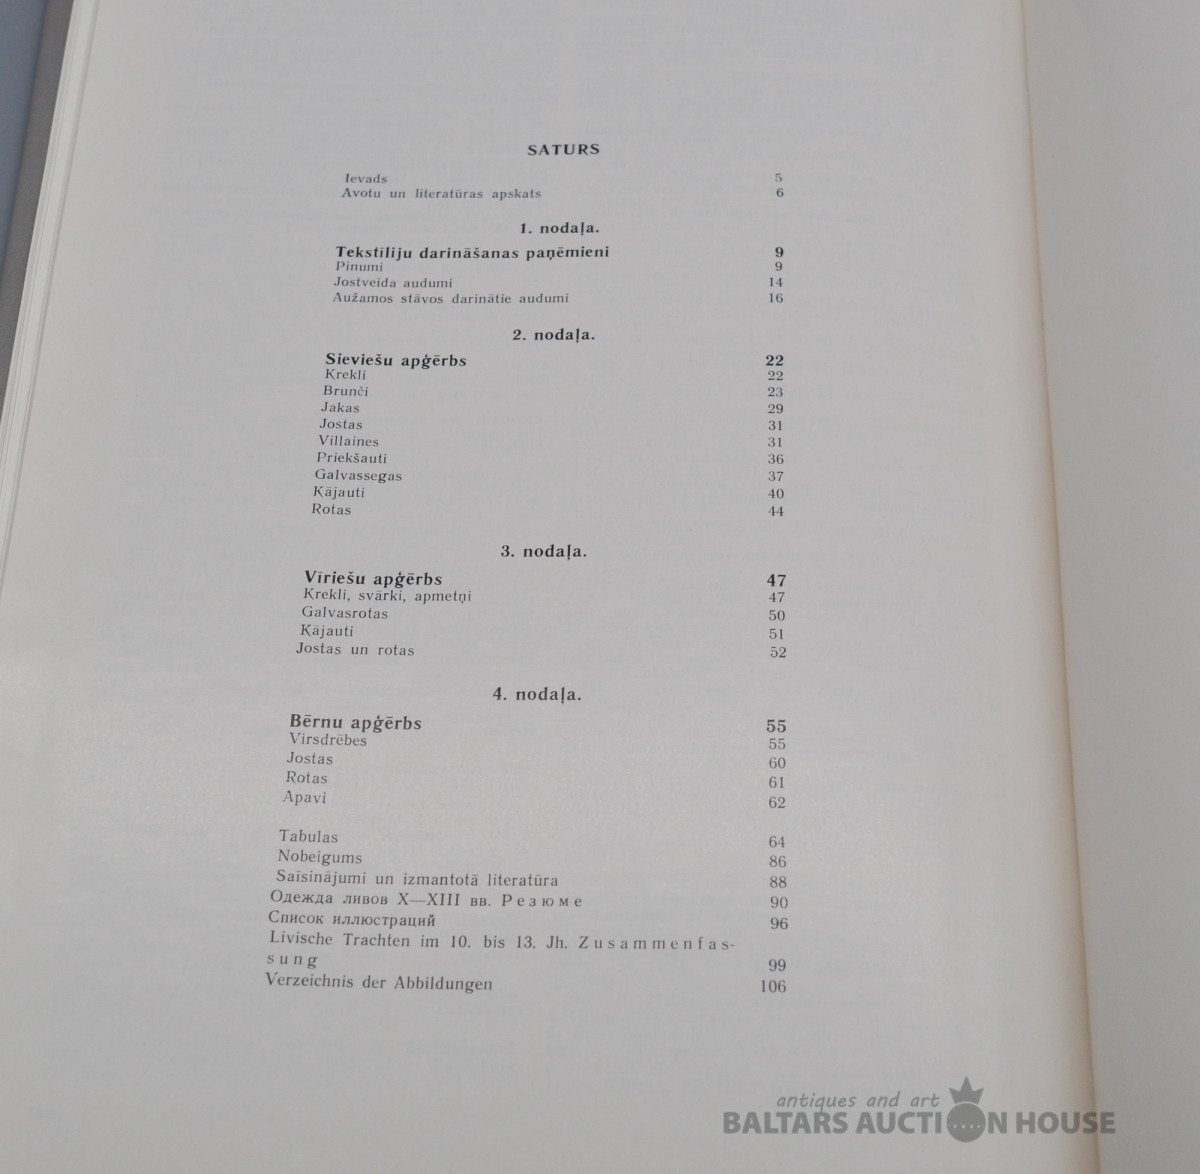 SATURS
Ievads 5
Avotu un literatūras apskats 6
1. nodaļa.
Tekstīliju darināšanas paņēmieni 9
Pinumi 9
Jostveida audumi 14
Aužamos stāvos darinātie audumi 16
2. nodaļa.
Sieviešu apģērbs 22
Krekli 22
Brunči 23
Jakas 29
Jostas 31
Villaines 31
Priekšauti 36
Galvassegas 37
Kājauti 40
Rotas 44
3. nodaļa.
Vīriešu apģērbs 47
Krekli, svārki, apmetņi 47
Galvasrotas 50
Kājauti 51
Jostas un rotas 52
4. nodaļa.
Bērnu apģērbs 55
Virsdrēbes 55
Jostas 60
Rotas 61
Apavi 62
Tabulas 64
Nobeigums 86
Saīsinājumi un izmantotā literatūra 88
Одежда ливов X—XIII вв. Резюме 90
Список иллюстраций 96
Livische Trachten im 10. bis 13. Jh. Zusammenfas-
sung 99
Verzeichnis der Abbildungen 106
antiques and art
BALTARS AUCTION HOUSE